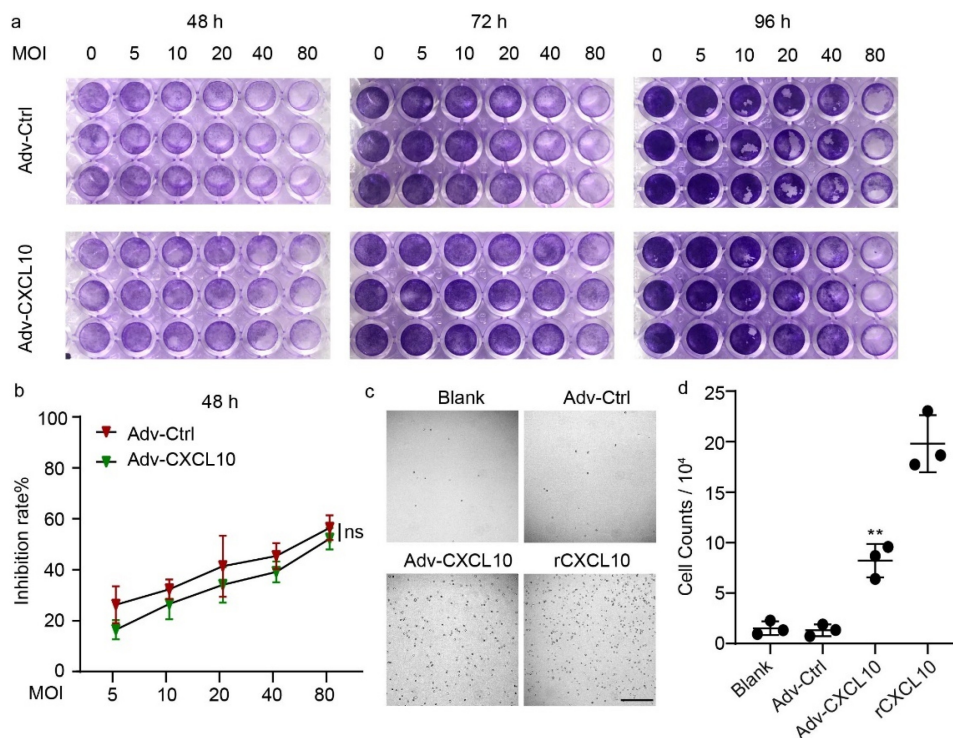 a
48 h 72 h 96 h
MOI 0 5 10 20 40 80 0 5 10 20 40 80 0 5 10 20 40 80
Adv-Ctrl
Adv-CXCL10
b
48 h
100
80
60
40
20
0
Inhibition rate%
Adv-Ctrl
Adv-CXCL10
ns
MOI 5 10 20 40 80
c
Blank Adv-Ctrl
Adv-CXCL10 rCXCL10
d
25
20
15
10
5
0
Cell Counts / 10⁴
**
Blank
Adv-Ctrl
Adv-CXCL10
rCXCL10